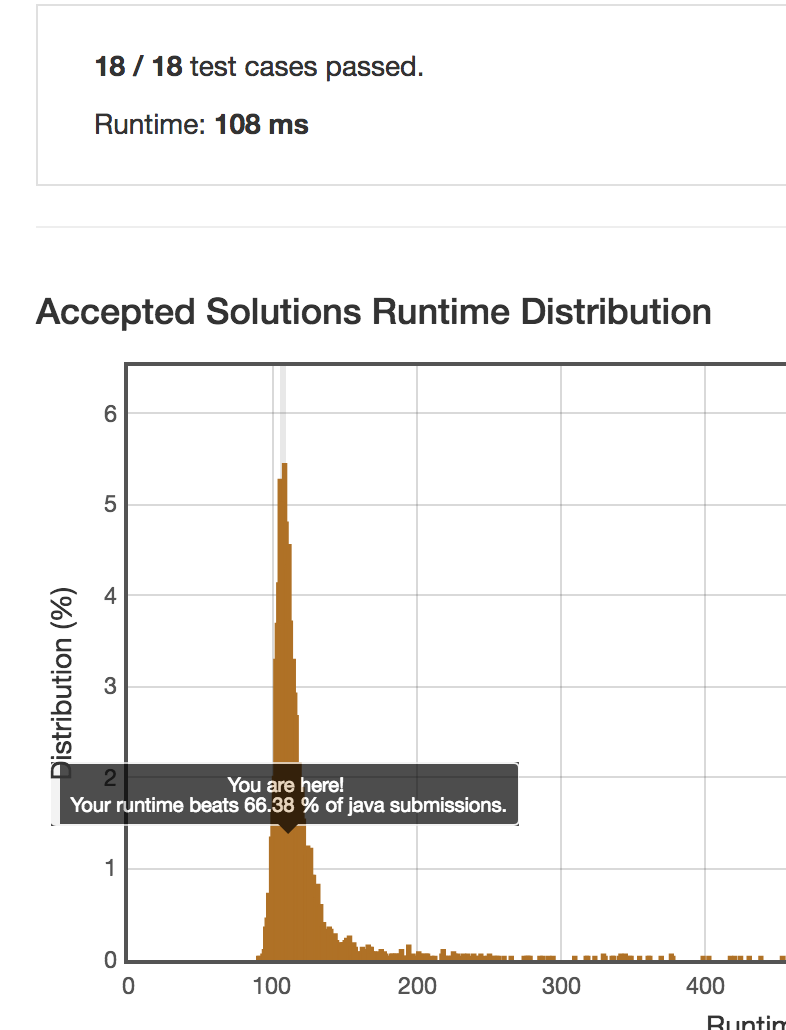 18 / 18 test cases passed.
Runtime: 108 ms
Accepted Solutions Runtime Distribution
6
5
4
3
2
1
0
Distribution (%)
You are here!
Your runtime beats 66.38 % of java submissions.
0 100 200 300 400